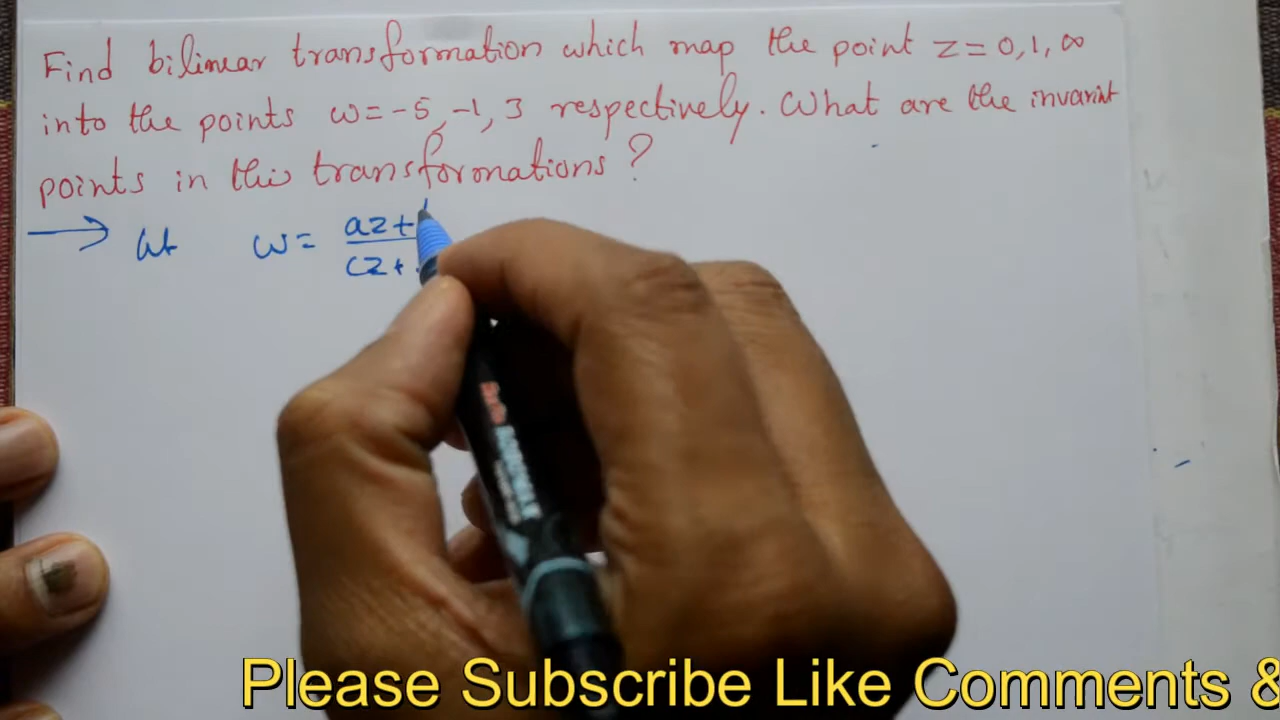 Find bilinear transformation which map the point z = 0, 1, ∞
into the points w = -5, -1, 3 respectively. What are the invarint
points in this transformations ?
→ let w = az+
cz+
Please Subscribe Like Comments &